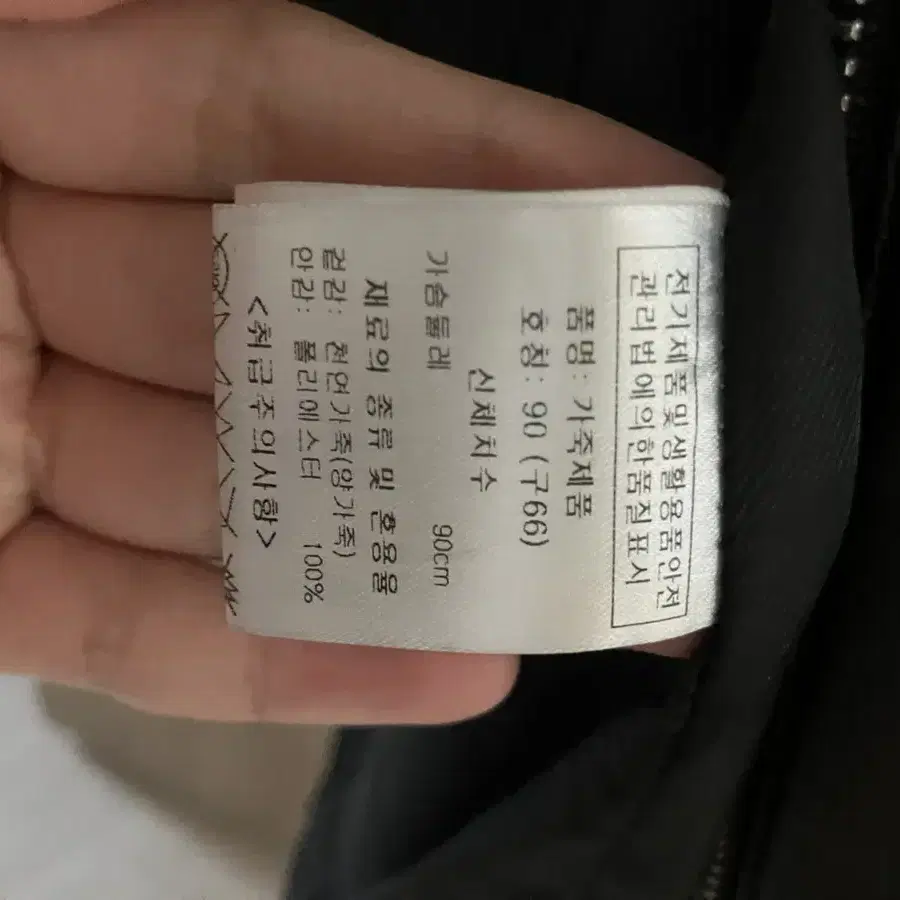 전기제품및생활용품안전
관리법에의한품질표시
품명: 가죽제품
호칭: 90 (구66)
신체치수
가슴둘레 90cm
재료의 종류 및 혼용율
겉감: 천연가죽(양가죽)
안감: 폴리에스터 100%
<취급주의사항>